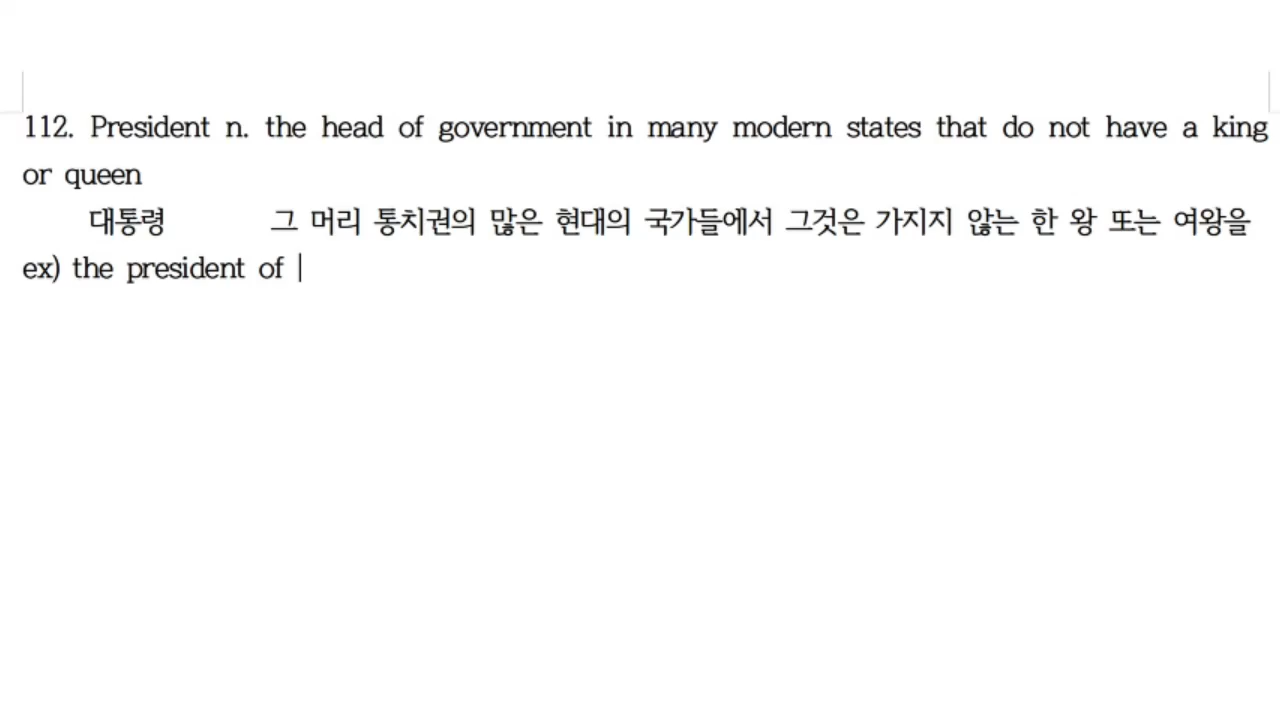 112. President n. the head of government in many modern states that do not have a king
or queen
대통령 그 머리 통치권의 많은 현대의 국가들에서 그것은 가지지 않는 한 왕 또는 여왕을
ex) the president of